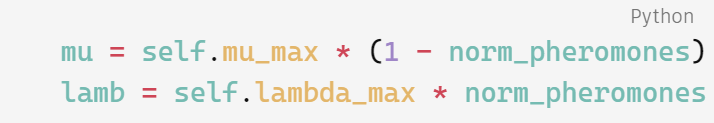 Python
mu = self.mu_max * (1 - norm_pheromones)
lamb = self.lambda_max * norm_pheromones